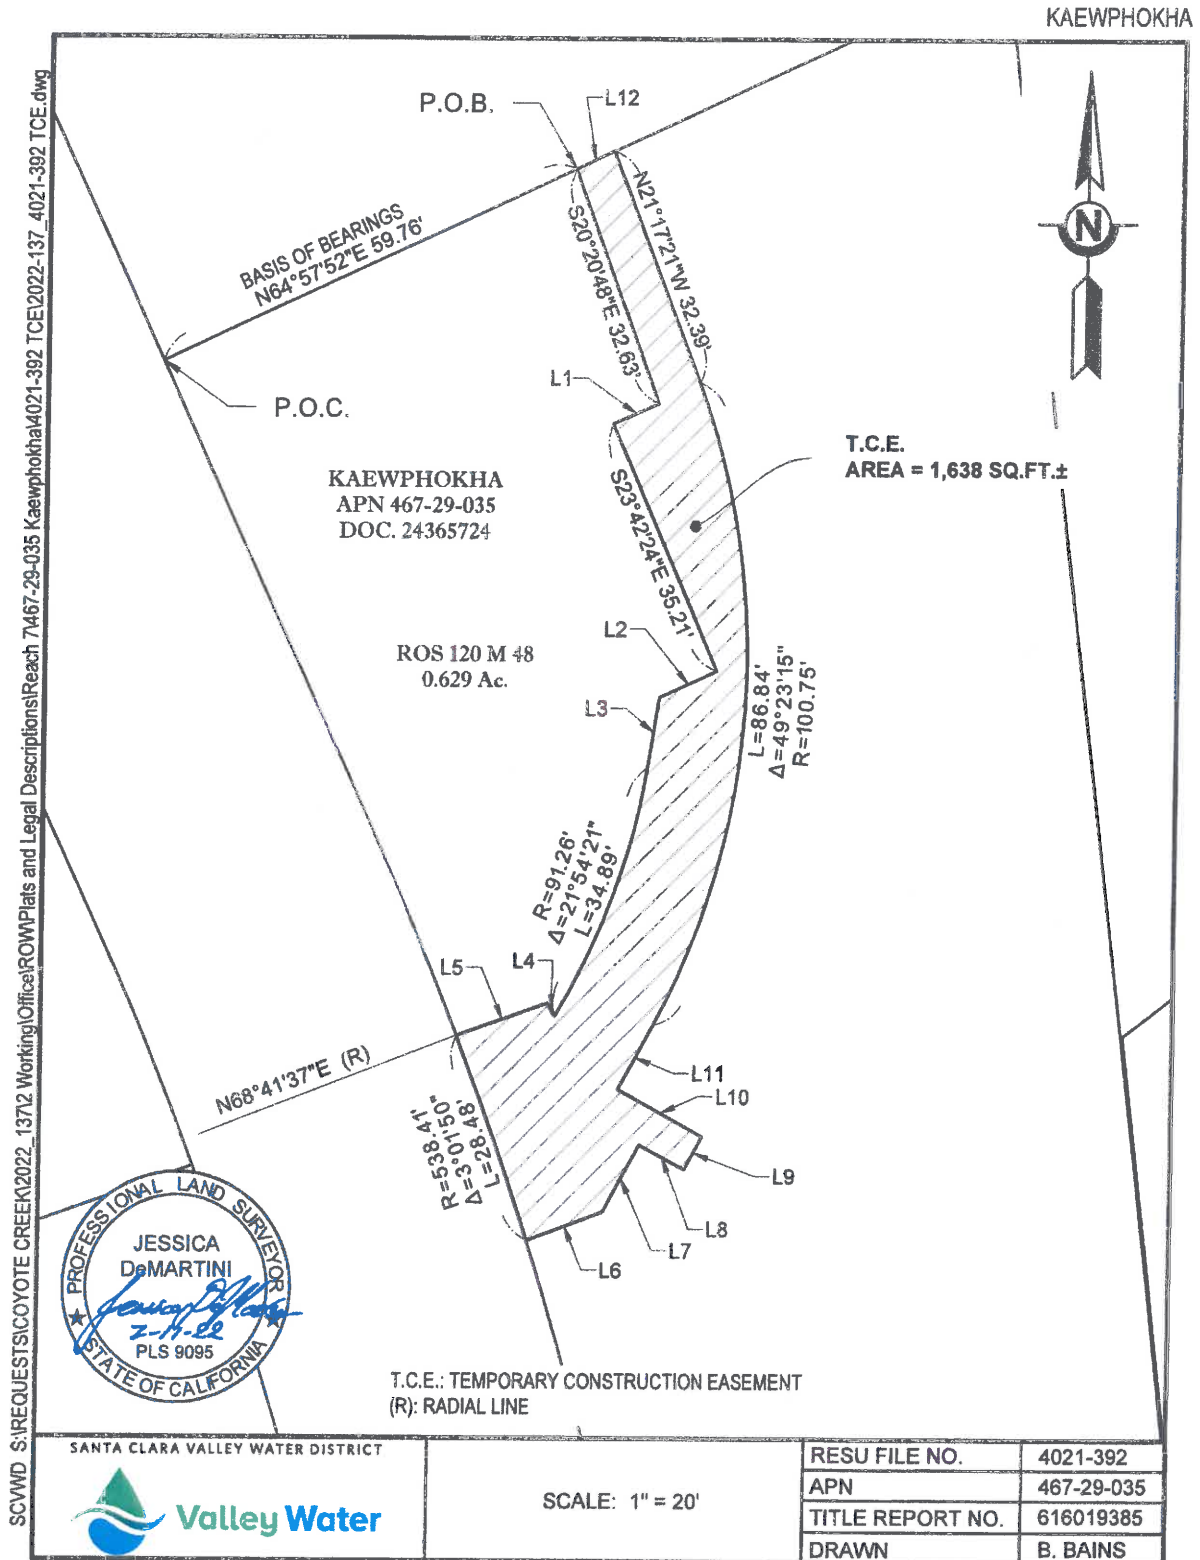 KAEWPHOKHA
SCVWD S:\REQUESTS\COYOTE CREEK\2022_137\2 Working\Office\ROW\Plats and Legal Descriptions\Reach 7\467-29-035 Kaewphokha\4021-392 TCE\2022-137_4021-392 TCE.dwg
P.O.B.
L12
BASIS OF BEARINGS
N64°57'52"E 59.76'
S20°20'48"E 32.63'
N21°17'21"W 32.39'
N
L1
P.O.C.
T.C.E.
AREA = 1,638 SQ.FT.±
KAEWPHOKHA
APN 467-29-035
DOC. 24365724
S23°42'24"E 35.21'
L2
ROS 120 M 48
0.629 Ac.
L3
L=86.84'
Δ=49°23'15"
R=100.75'
R=91.26'
Δ=21°54'21"
L=34.89'
L4
L5
N68°41'37"E (R)
L11
L10
R=538.41'
Δ=3°01'50"
L=28.48'
L9
L8
L7
L6
PROFESSIONAL LAND SURVEYOR
JESSICA
DeMARTINI
PLS 9095
STATE OF CALIFORNIA
T.C.E.: TEMPORARY CONSTRUCTION EASEMENT
(R): RADIAL LINE
SANTA CLARA VALLEY WATER DISTRICT
Valley Water
SCALE: 1" = 20'
RESU FILE NO. 4021-392
APN 467-29-035
TITLE REPORT NO. 616019385
DRAWN B. BAINS